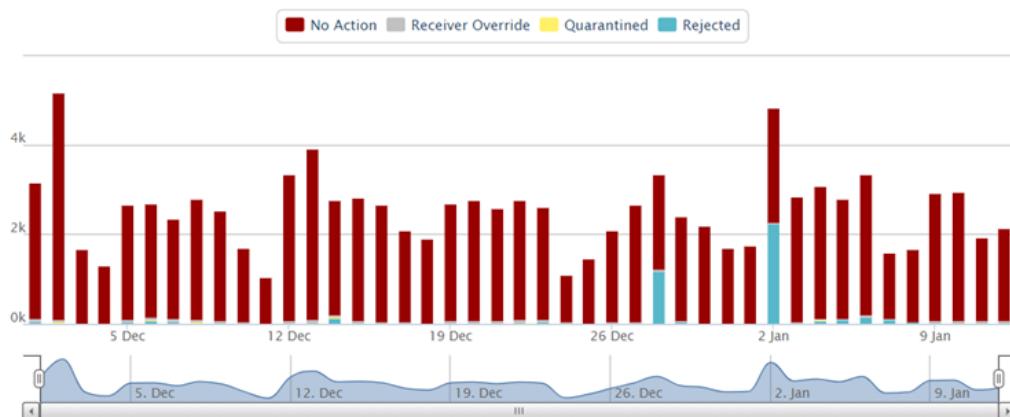 No Action Receiver Override Quarantined Rejected
4k
2k
0k
5 Dec 12 Dec 19 Dec 26 Dec 2 Jan 9 Jan
5. Dec 12. Dec 19. Dec 26. Dec 2. Jan 9. Jan